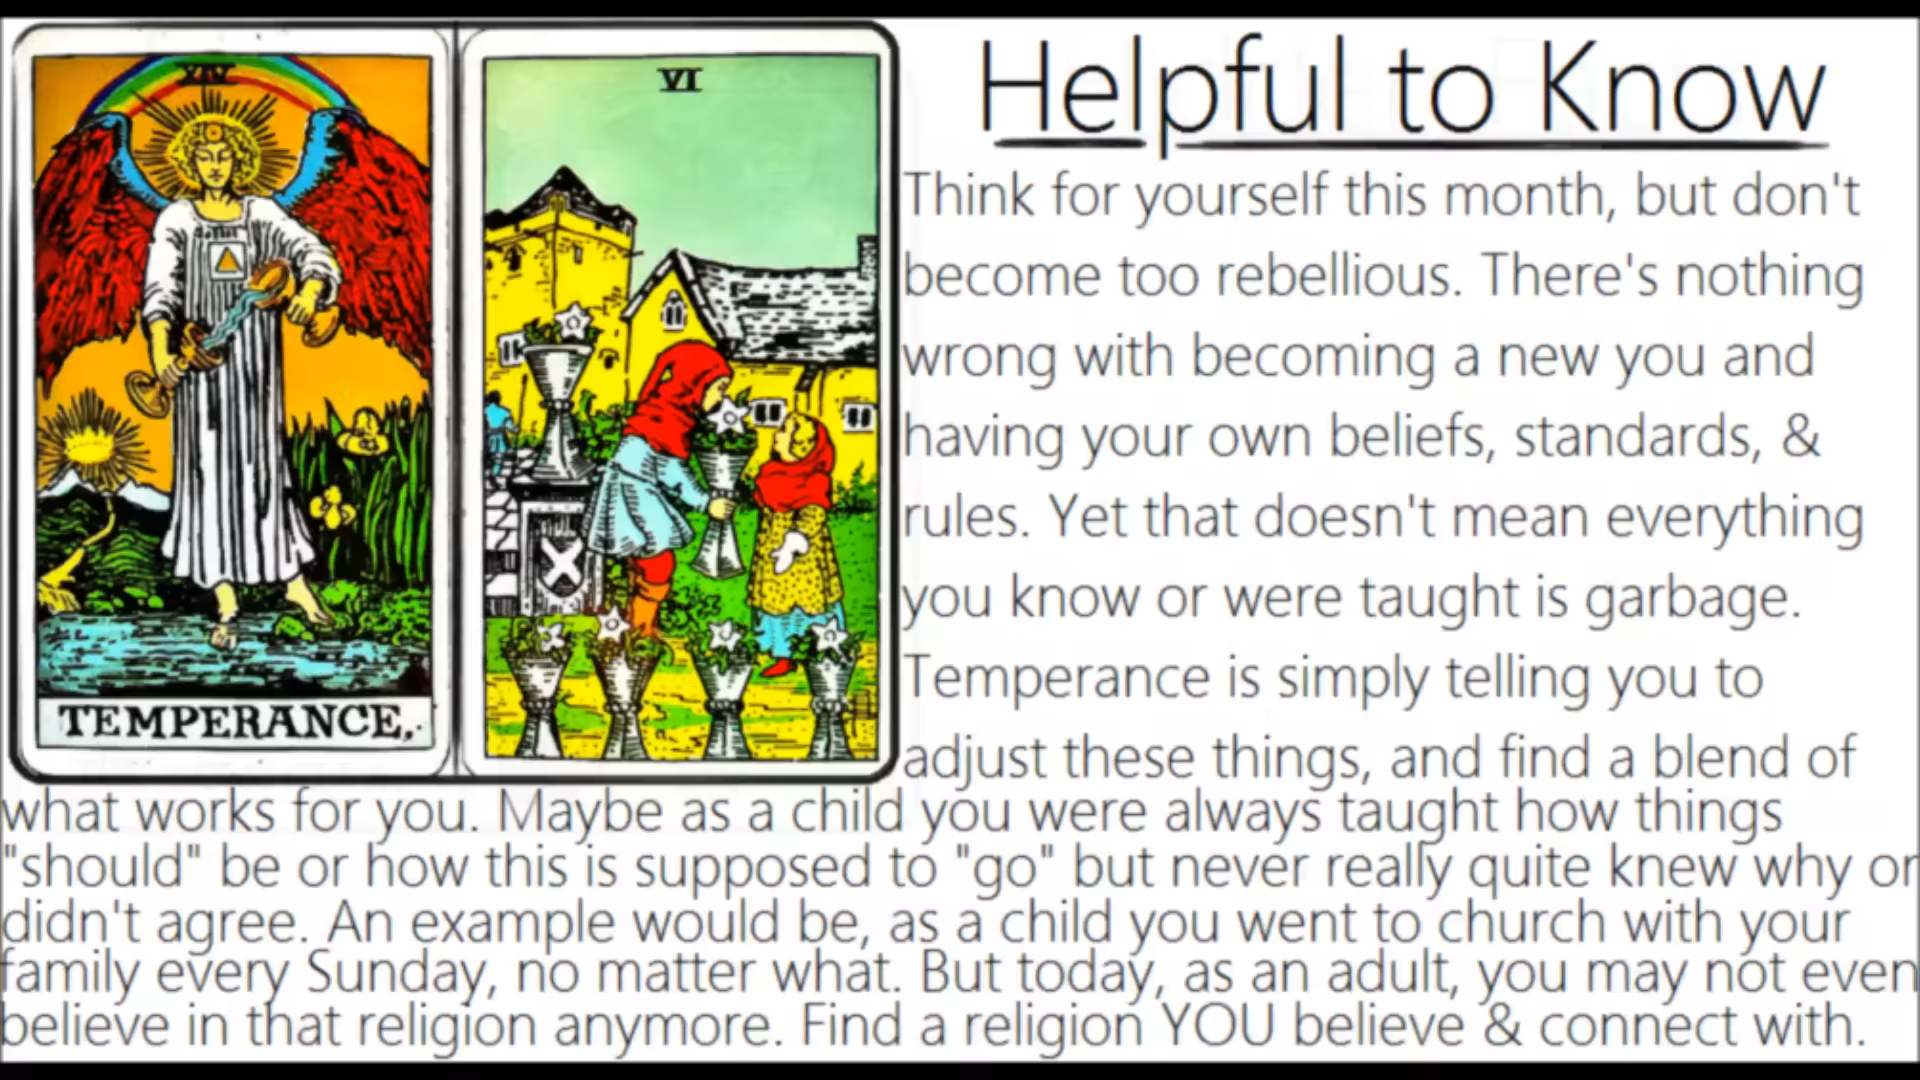 XIV
TEMPERANCE.
VI
Helpful to Know
Think for yourself this month, but don't
become too rebellious. There's nothing
wrong with becoming a new you and
having your own beliefs, standards, &
rules. Yet that doesn't mean everything
you know or were taught is garbage.
Temperance is simply telling you to
adjust these things, and find a blend of
what works for you. Maybe as a child you were always taught how things
"should" be or how this is supposed to "go" but never really quite knew why or
didn't agree. An example would be, as a child you went to church with your
family every Sunday, no matter what. But today, as an adult, you may not even
believe in that religion anymore. Find a religion YOU believe & connect with.